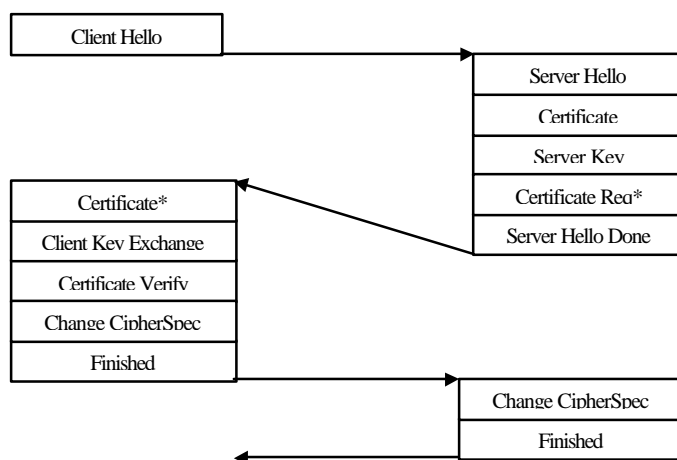 Client Hello
Server Hello
Certificate
Server Key
Certificate Req*
Server Hello Done
Certificate*
Client Key Exchange
Certificate Verify
Change CipherSpec
Finished
Change CipherSpec
Finished